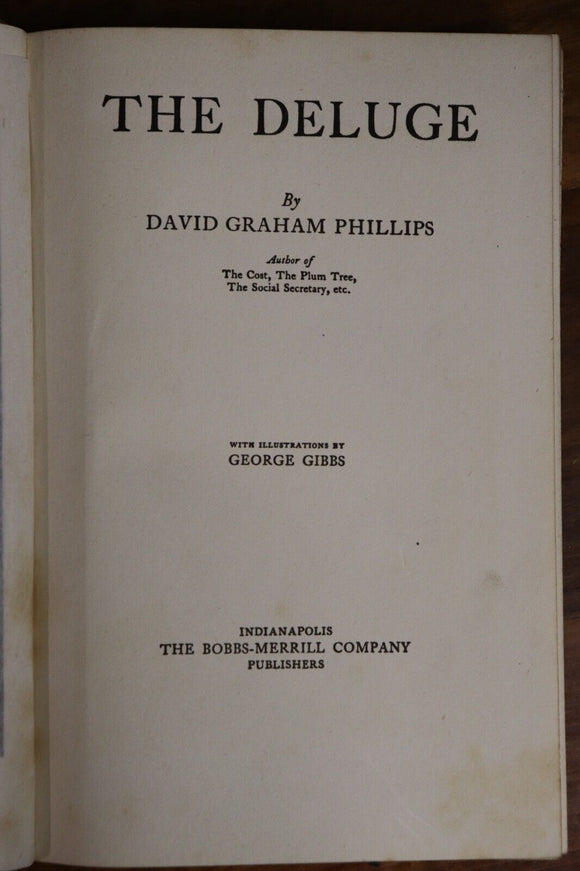 THE DELUGE
By
DAVID GRAHAM PHILLIPS
Author of
The Cost, The Plum Tree,
The Social Secretary, etc.
WITH ILLUSTRATIONS BY
GEORGE GIBBS
INDIANAPOLIS
THE BOBBS-MERRILL COMPANY
PUBLISHERS